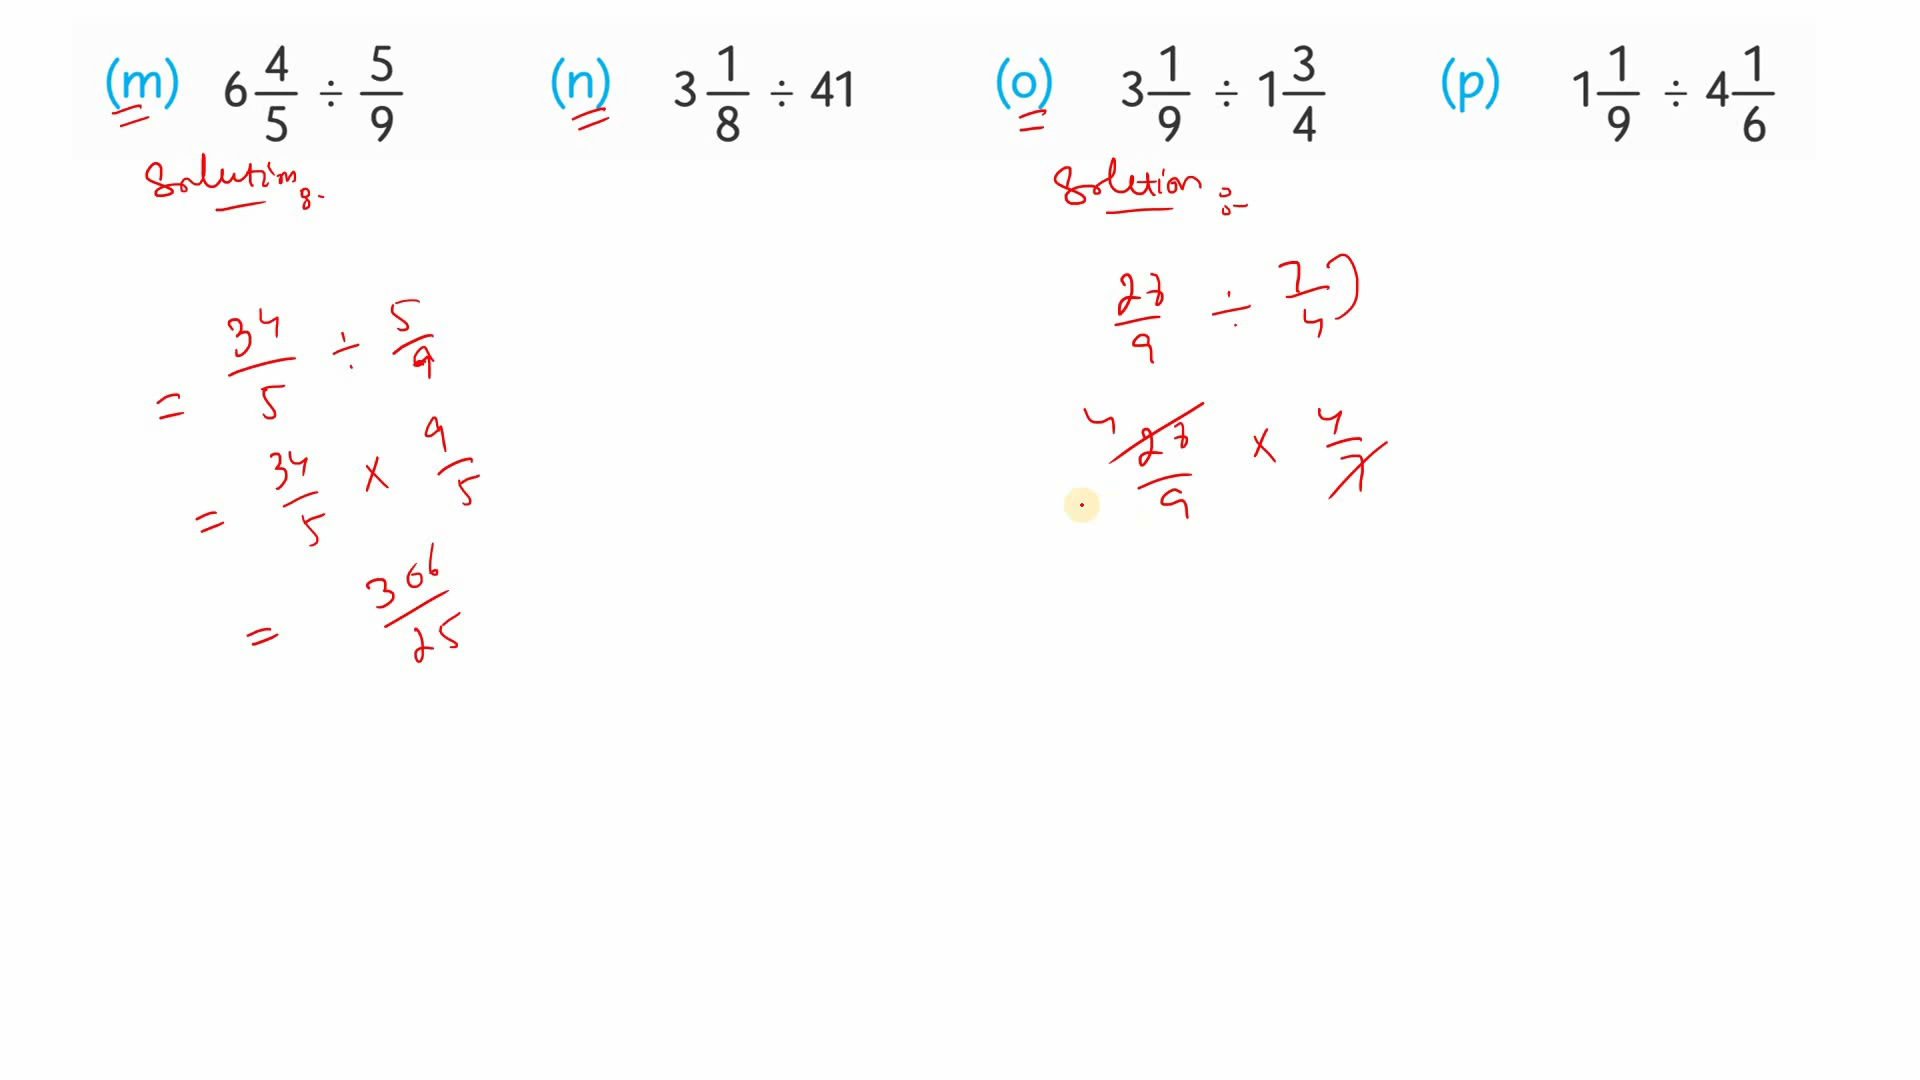 (m) 6 4/5 ÷ 5/9 (n) 3 1/8 ÷ 41 (o) 3 1/9 ÷ 1 3/4 (p) 1 1/9 ÷ 4 1/6
Solution :- Solution :-
= 34/5 ÷ 5/9
27/9 ÷ 7/4)
= 34/5 × 9/5
4 27/9 × 4/7
= 306/25